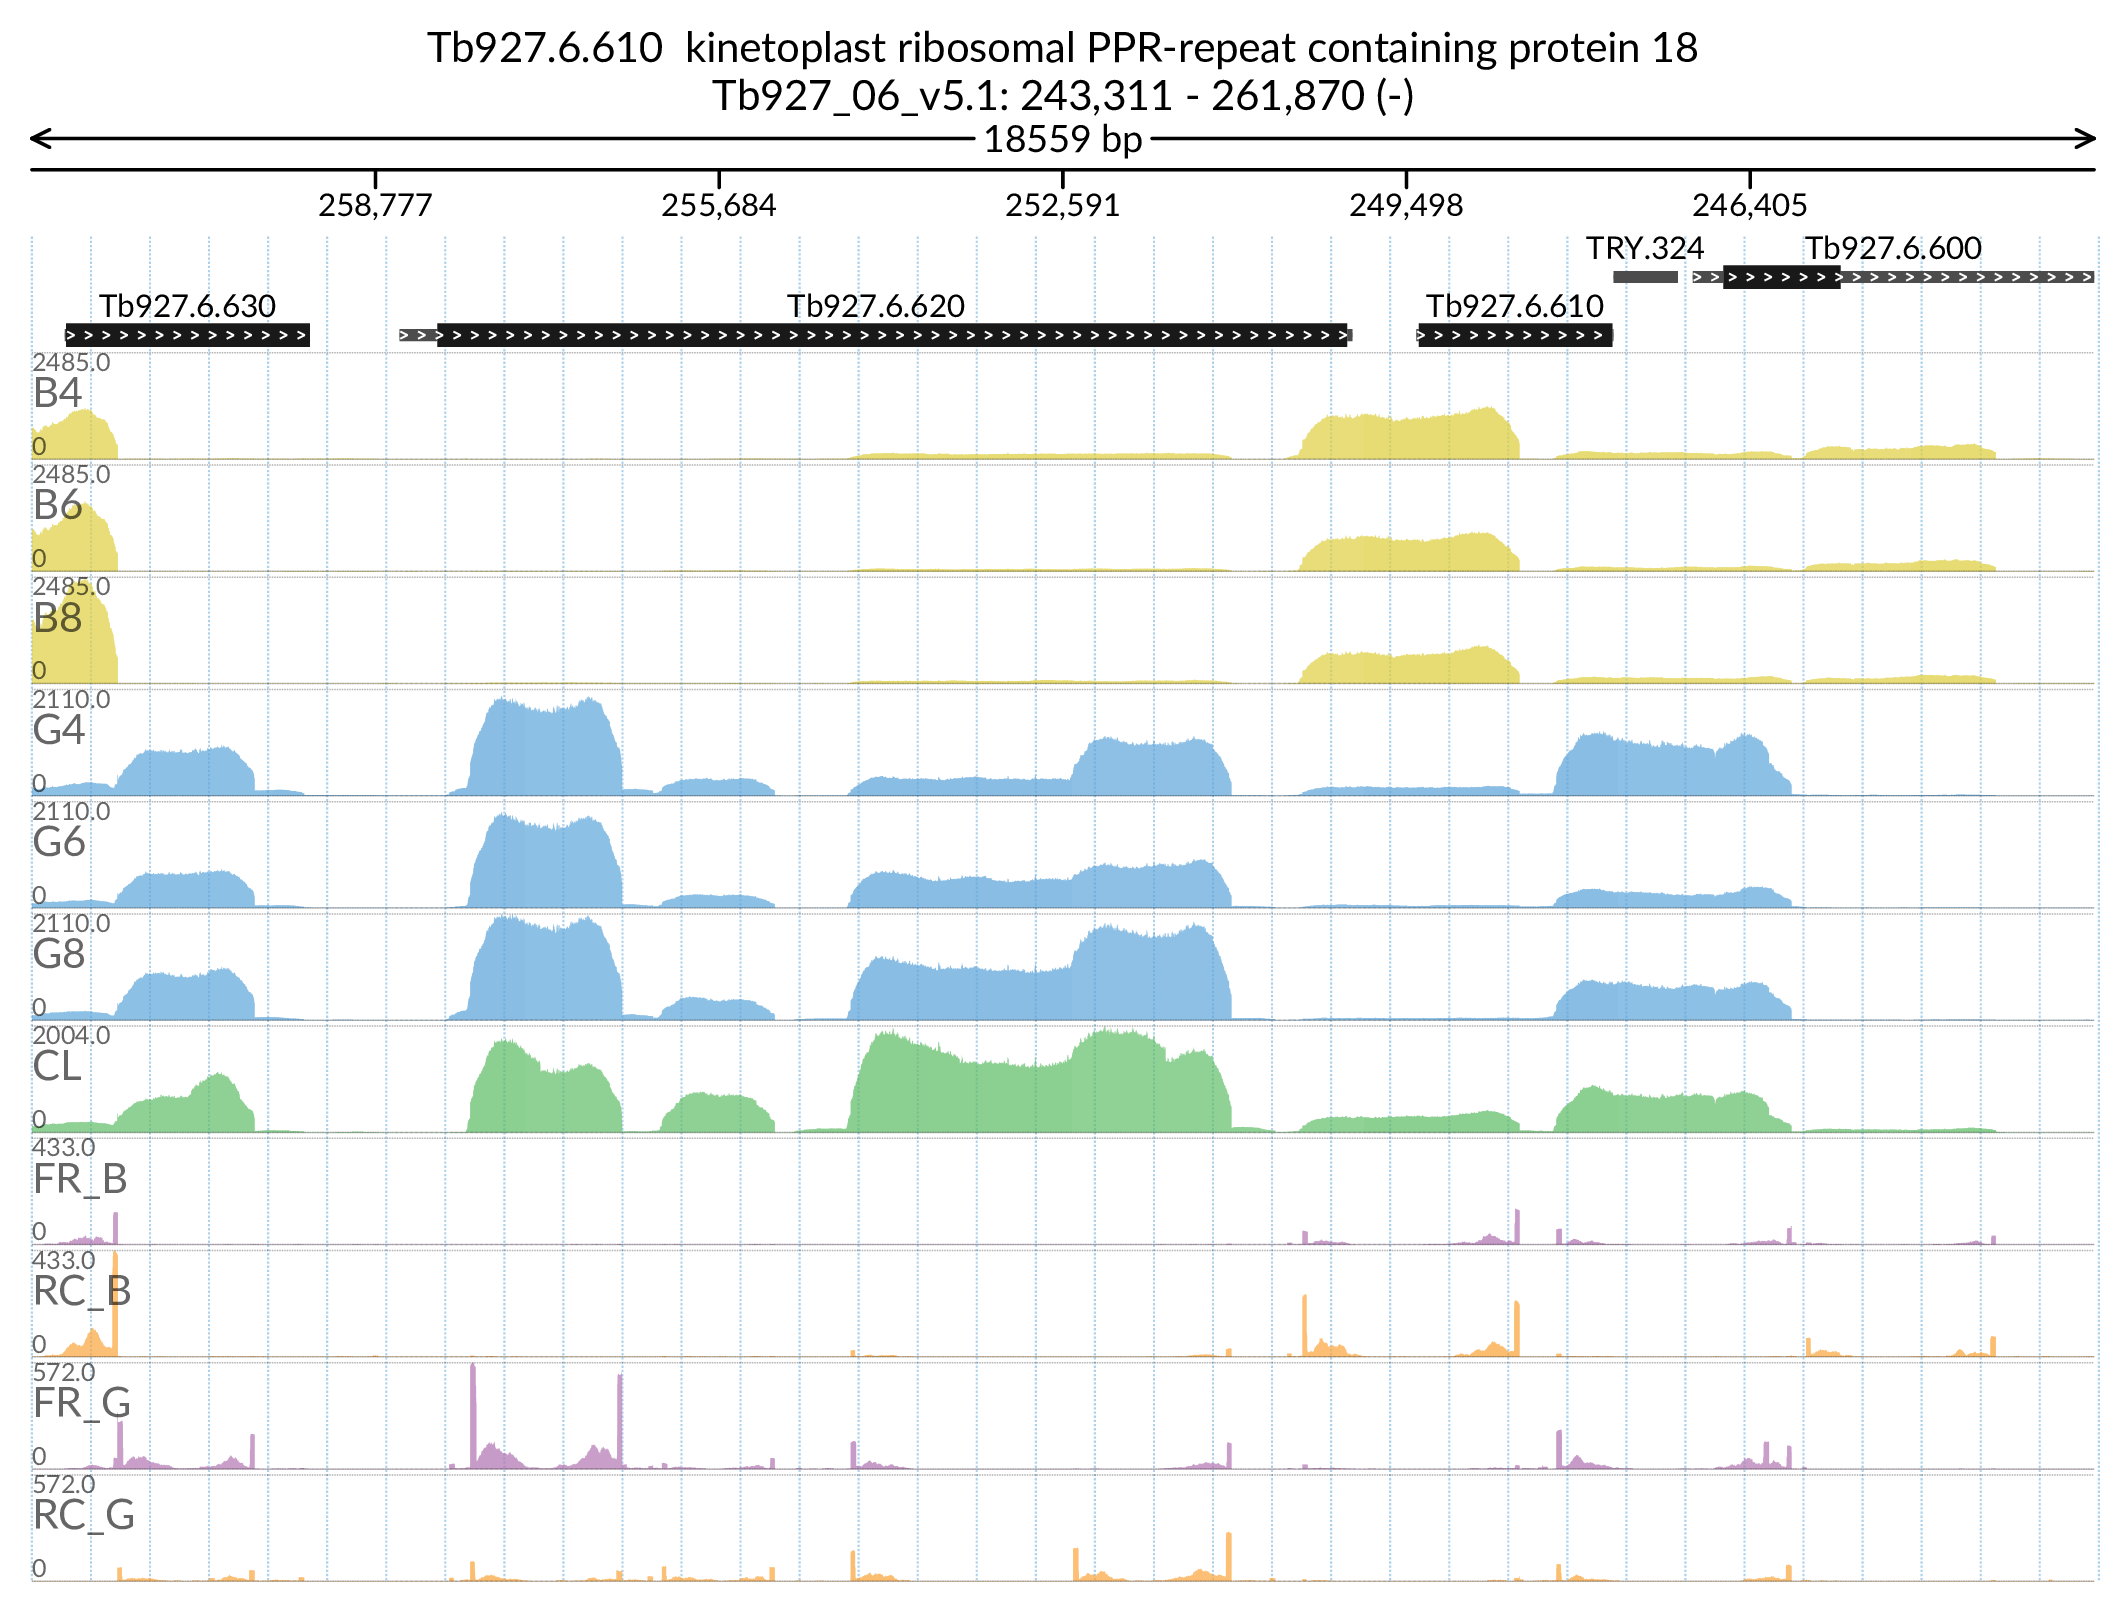 Tb927.6.610  kinetoplast ribosomal PPR-repeat containing protein 18
Tb927_06_v5.1: 243,311 - 261,870 (-)
18559 bp
258,777 255,684 252,591 249,498 246,405
TRY.324 Tb927.6.600
Tb927.6.630 Tb927.6.620 Tb927.6.610
2485.0
B4
0
2485.0
B6
0
2485.0
B8
0
2110.0
G4
0
2110.0
G6
0
2110.0
G8
0
2004.0
CL
0
433.0
FR_B
0
433.0
RC_B
0
572.0
FR_G
0
572.0
RC_G
0